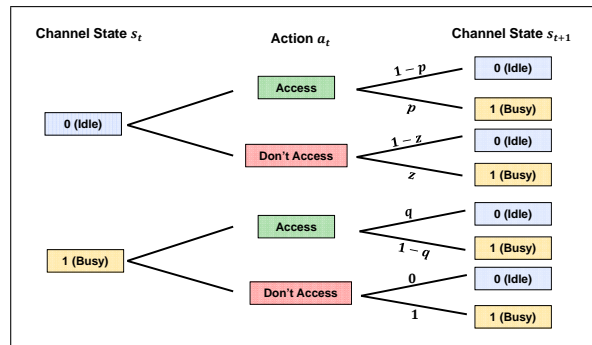 Channel State s_t
Action a_t
Channel State s_{t+1}
0 (Idle)
Access
1 − p
0 (Idle)
p
1 (Busy)
Don't Access
1 − z
0 (Idle)
z
1 (Busy)
1 (Busy)
Access
q
0 (Idle)
1 − q
1 (Busy)
Don't Access
0
0 (Idle)
1
1 (Busy)